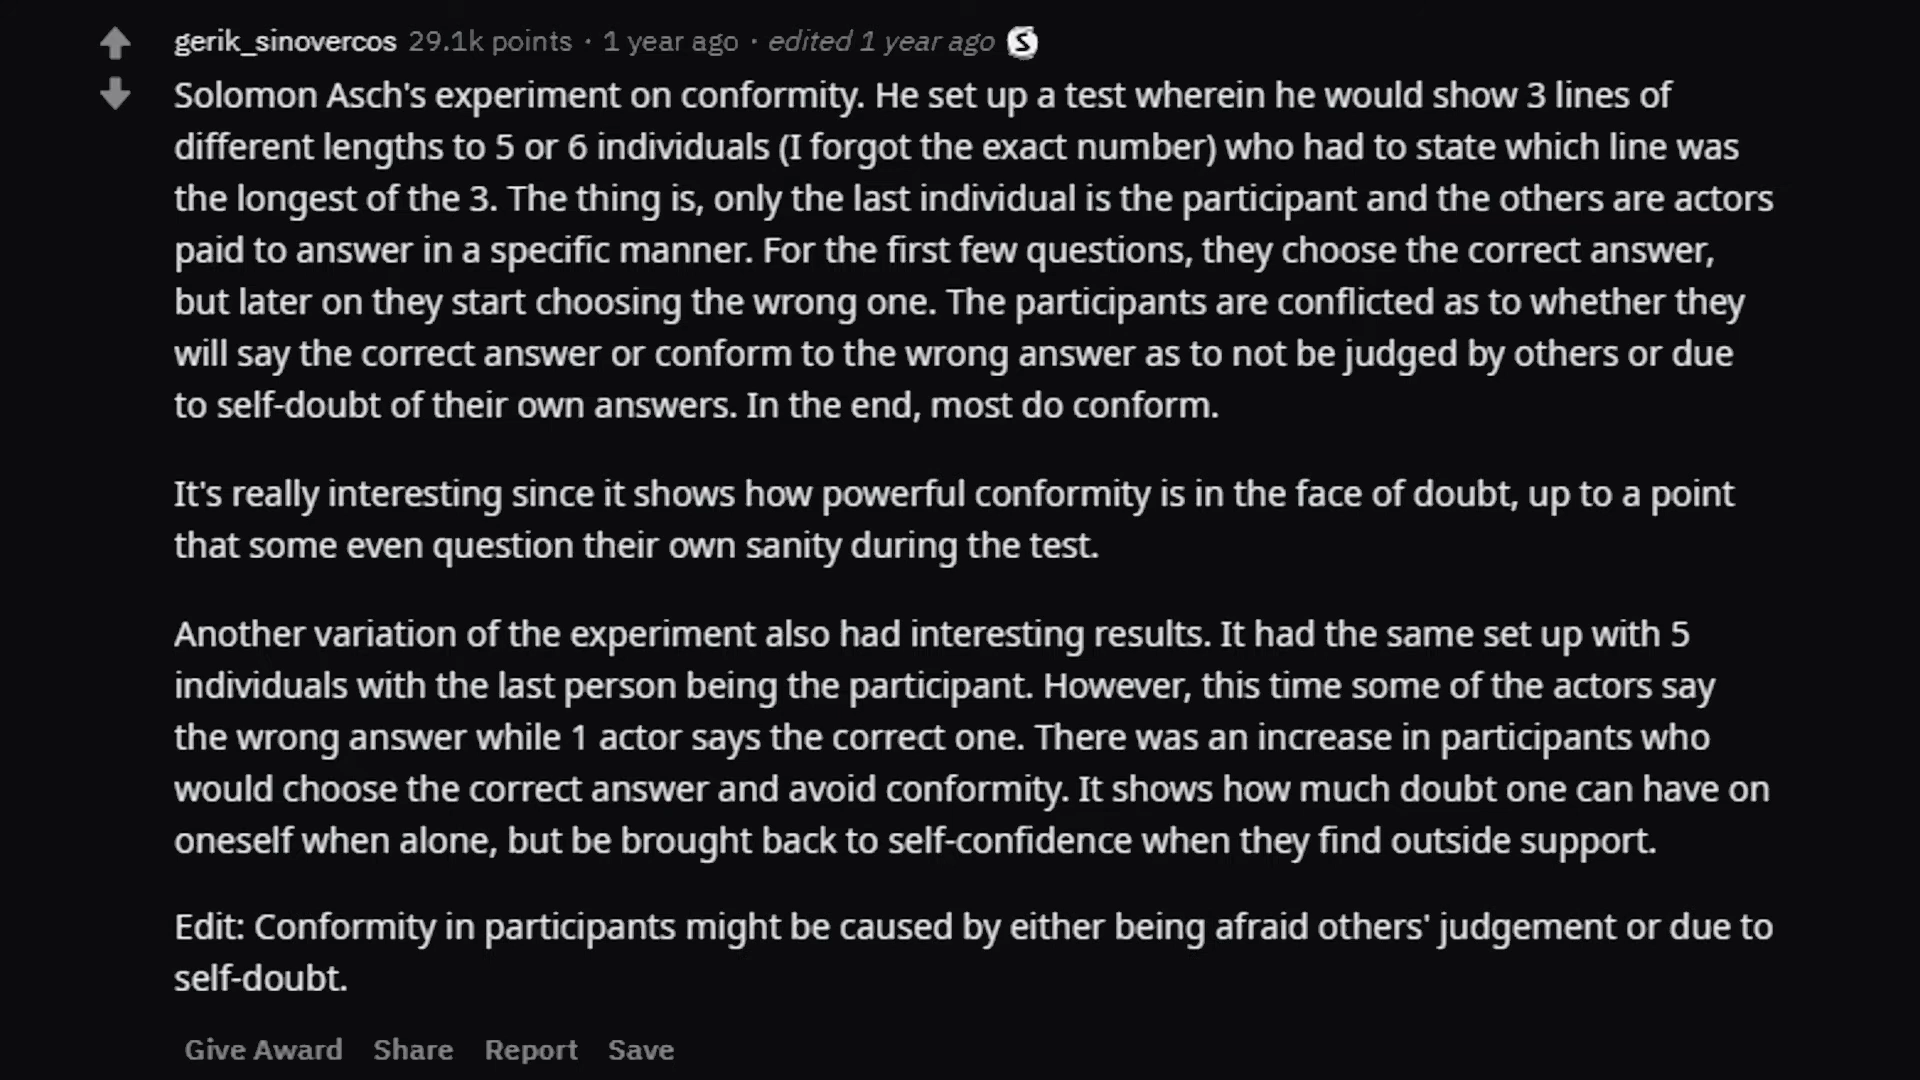 gerik_sinovercos 29.1k points · 1 year ago · edited 1 year ago S
Solomon Asch's experiment on conformity. He set up a test wherein he would show 3 lines of
different lengths to 5 or 6 individuals (I forgot the exact number) who had to state which line was
the longest of the 3. The thing is, only the last individual is the participant and the others are actors
paid to answer in a specific manner. For the first few questions, they choose the correct answer,
but later on they start choosing the wrong one. The participants are conflicted as to whether they
will say the correct answer or conform to the wrong answer as to not be judged by others or due
to self-doubt of their own answers. In the end, most do conform.
It's really interesting since it shows how powerful conformity is in the face of doubt, up to a point
that some even question their own sanity during the test.
Another variation of the experiment also had interesting results. It had the same set up with 5
individuals with the last person being the participant. However, this time some of the actors say
the wrong answer while 1 actor says the correct one. There was an increase in participants who
would choose the correct answer and avoid conformity. It shows how much doubt one can have on
oneself when alone, but be brought back to self-confidence when they find outside support.
Edit: Conformity in participants might be caused by either being afraid others' judgement or due to
self-doubt.
Give Award Share Report Save